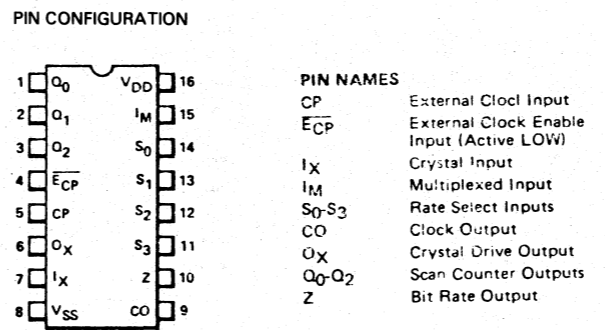 PIN CONFIGURATION
1 Q0 VDD 16
2 Q1 IM 15
3 Q2 S0 14
4 E̅C̅P̅ S1 13
5 CP S2 12
6 OX S3 11
7 IX Z 10
8 VSS CO 9
PIN NAMES
CP External Clocl Input
E̅C̅P̅ External Clock Enable
Input (Active LOW)
IX Crystal Input
IM Multiplexed Input
S0-S3 Rate Select Inputs
CO Clock Output
OX Crystal Drive Output
Q0-Q2 Scan Counter Outputs
Z Bit Rate Output